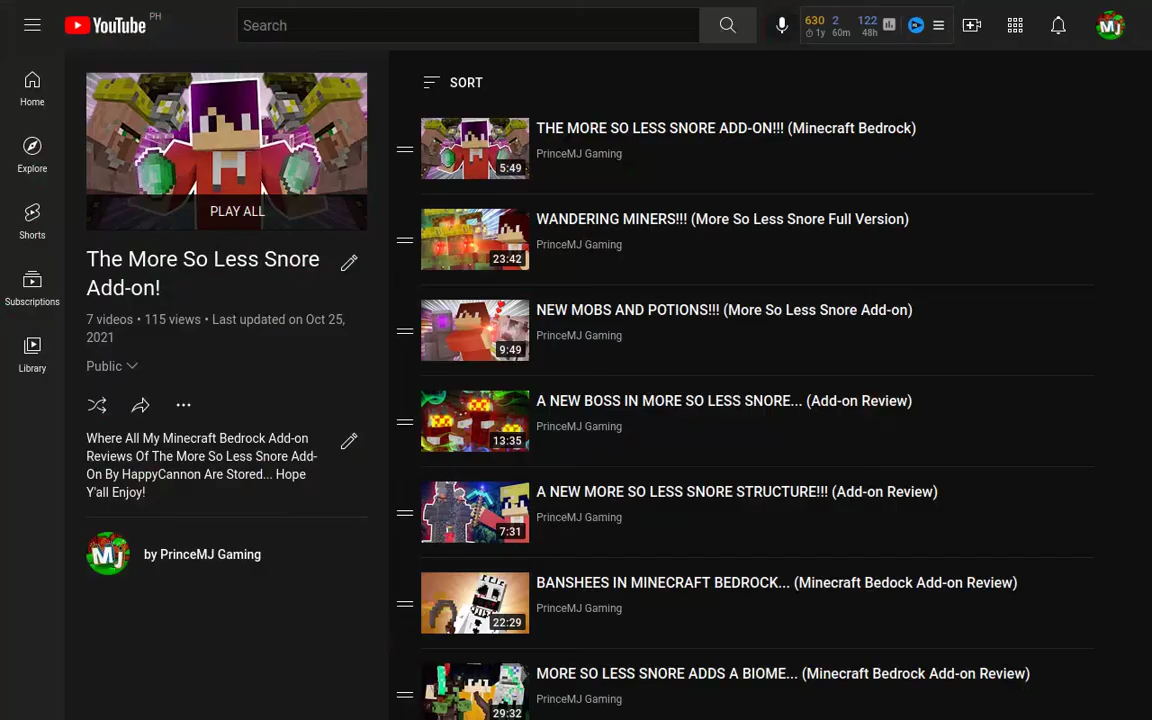 YouTube PH
Search
630 2 122
1y 60m 48h
Home
Explore
Shorts
Subscriptions
Library
PLAY ALL
The More So Less Snore
Add-on!
7 videos • 115 views • Last updated on Oct 25,
2021
Public
Where All My Minecraft Bedrock Add-on
Reviews Of The More So Less Snore Add-
On By HappyCannon Are Stored... Hope
Y'all Enjoy!
MJ
by PrinceMJ Gaming
SORT
THE MORE SO LESS SNORE ADD-ON!!! (Minecraft Bedrock)
PrinceMJ Gaming
5:49
WANDERING MINERS!!! (More So Less Snore Full Version)
PrinceMJ Gaming
23:42
NEW MOBS AND POTIONS!!! (More So Less Snore Add-on)
PrinceMJ Gaming
9:49
A NEW BOSS IN MORE SO LESS SNORE... (Add-on Review)
PrinceMJ Gaming
13:35
A NEW MORE SO LESS SNORE STRUCTURE!!! (Add-on Review)
PrinceMJ Gaming
7:31
BANSHEES IN MINECRAFT BEDROCK... (Minecraft Bedock Add-on Review)
PrinceMJ Gaming
22:29
MORE SO LESS SNORE ADDS A BIOME... (Minecraft Bedrock Add-on Review)
PrinceMJ Gaming
29:32
MJ